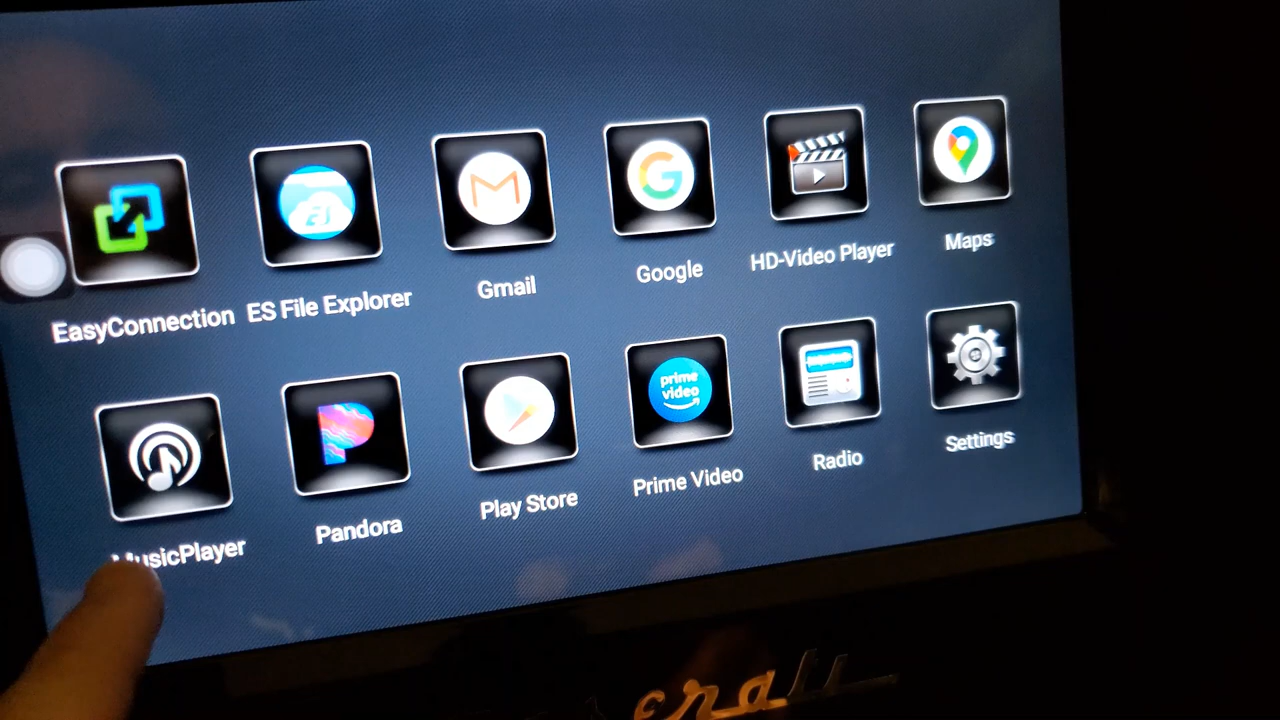 EasyConnection
ES File Explorer
Gmail
Google
HD-Video Player
Maps
MusicPlayer
Pandora
Play Store
prime
video
Prime Video
Radio
Settings